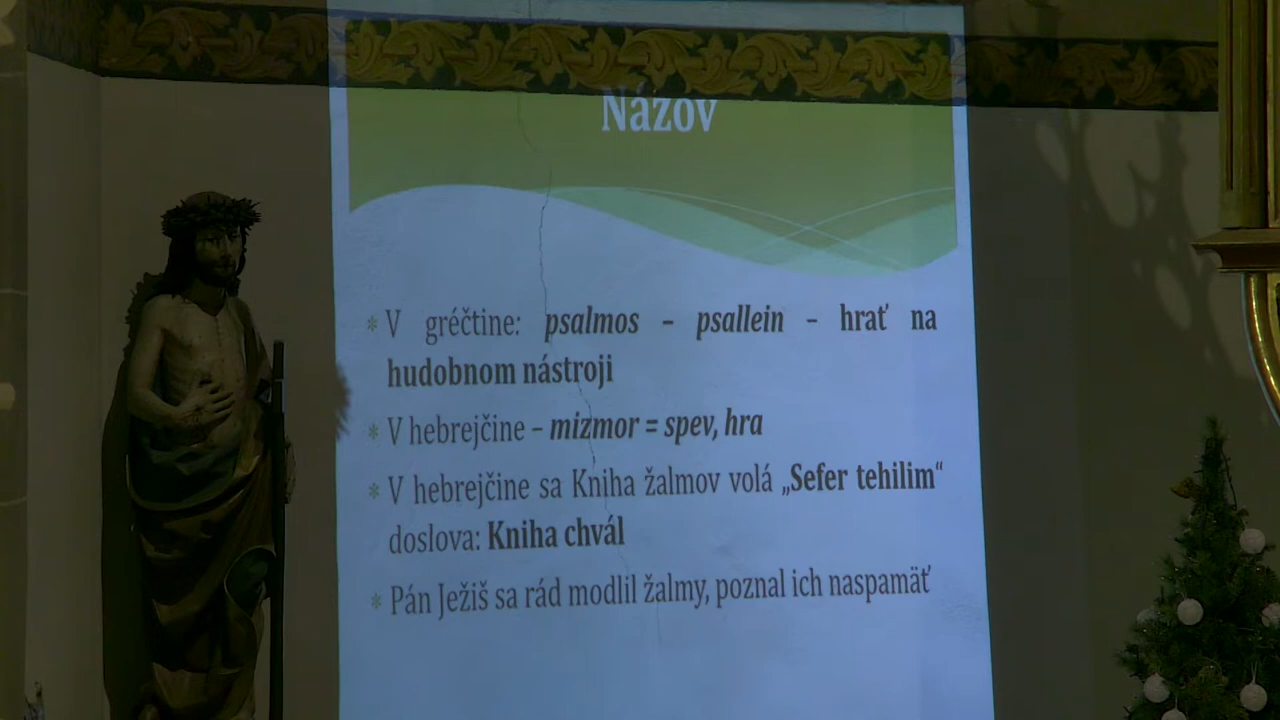 Názov
* V gréčtine: psalmos – psallein – hrať na
hudobnom nástroji
* V hebrejčine – mizmor = spev, hra
* V hebrejčine sa Kniha žalmov volá „Sefer tehilim“
doslova: Kniha chvál
* Pán Ježiš sa rád modlil žalmy, poznal ich naspamäť